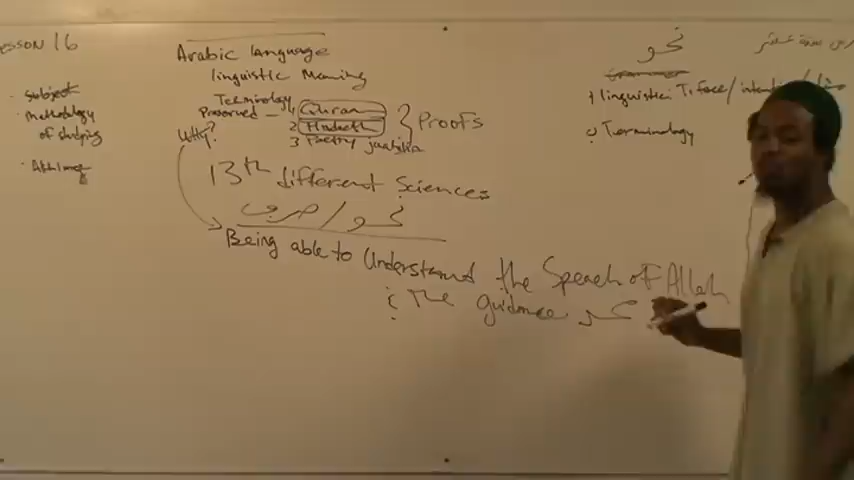 Lesson 16
· Subject
· Methodology
of studying
Arabic language
linguistic Meaning
Terminology
Preserved – 1 Quran
2 Hadeeth
3 Poetry
} Proofs
Why?
13th different Sciences
نحو / صرف
Being able to Understand the Speech of Allah
& The guidance
نحو
1 linguistic
2 Terminology